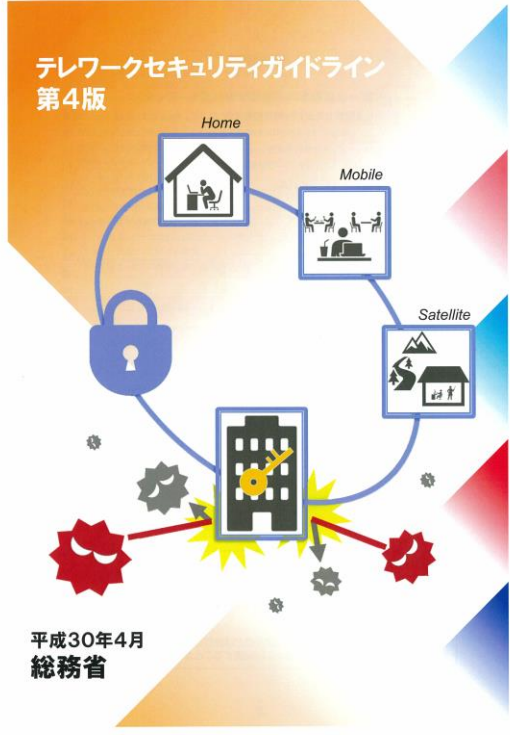 テレワークセキュリティガイドライン
第4版
Home
Mobile
Satellite
平成30年4月
総務省